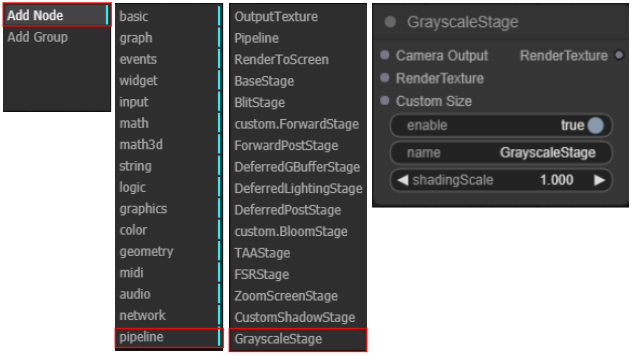 Add Node
Add Group
basic
graph
events
widget
input
math
math3d
string
logic
graphics
color
geometry
midi
audio
network
pipeline
OutputTexture
Pipeline
RenderToScreen
BaseStage
BlitStage
custom.ForwardStage
ForwardPostStage
DeferredGBufferStage
DeferredLightingStage
DeferredPostStage
custom.BloomStage
TAAStage
FSRStage
ZoomScreenStage
CustomShadowStage
GrayscaleStage
GrayscaleStage
Camera Output RenderTexture
RenderTexture
Custom Size
enable true
name GrayscaleStage
shadingScale 1.000